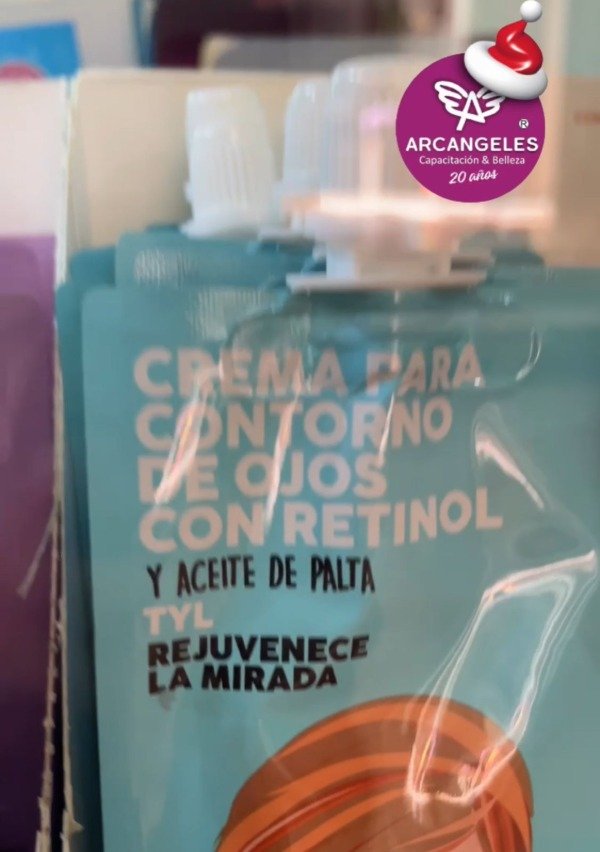 ARCANGELES
®
Capacitación & Belleza
20 años
CREMA PARA
CONTORNO
DE OJOS
CON RETINOL
Y ACEITE DE PALTA
TYL
REJUVENECE
LA MIRADA